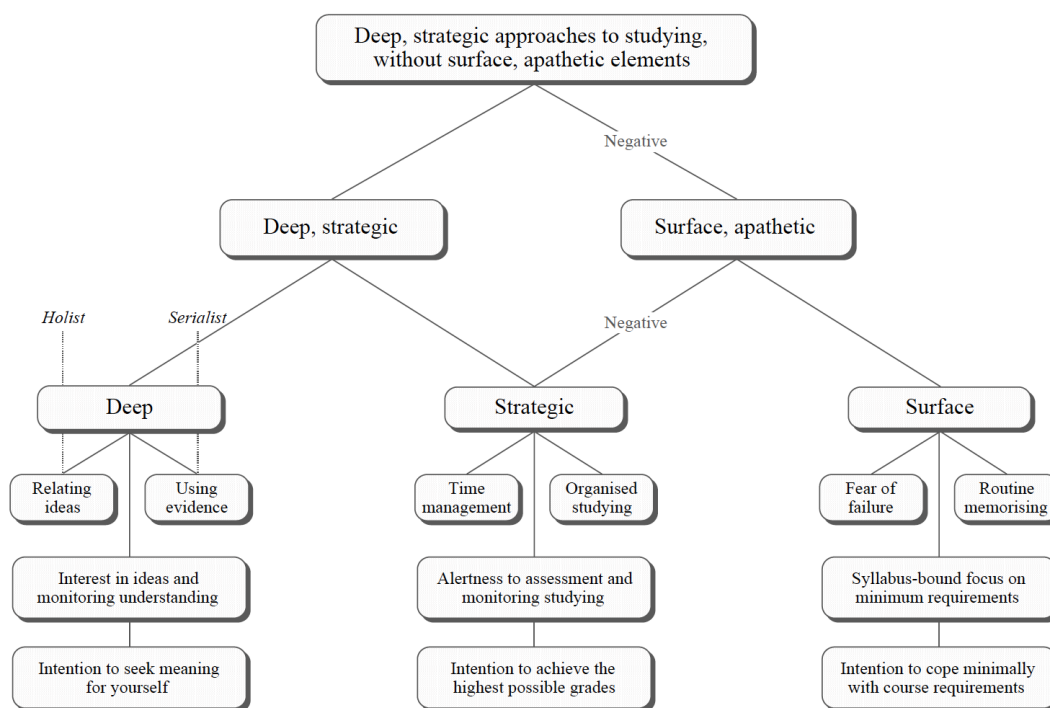 Deep, strategic approaches to studying,
without surface, apathetic elements
Negative
Deep, strategic
Surface, apathetic
Holist
Serialist
Negative
Deep
Strategic
Surface
Relating
ideas
Using
evidence
Time
management
Organised
studying
Fear of
failure
Routine
memorising
Interest in ideas and
monitoring understanding
Alertness to assessment and
monitoring studying
Syllabus-bound focus on
minimum requirements
Intention to seek meaning
for yourself
Intention to achieve the
highest possible grades
Intention to cope minimally
with course requirements